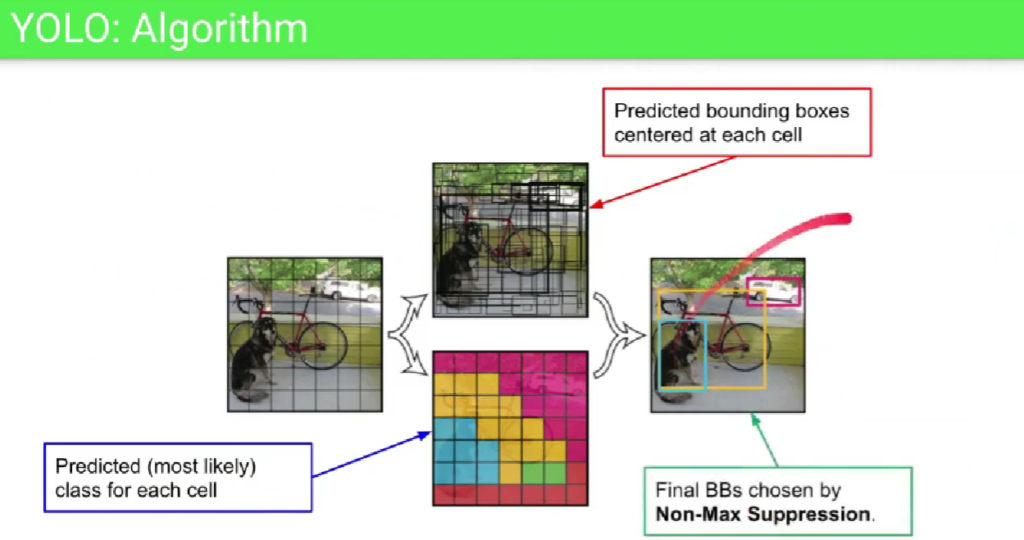 YOLO: Algorithm
Predicted bounding boxes
centered at each cell
Predicted (most likely)
class for each cell
Final BBs chosen by
Non-Max Suppression.